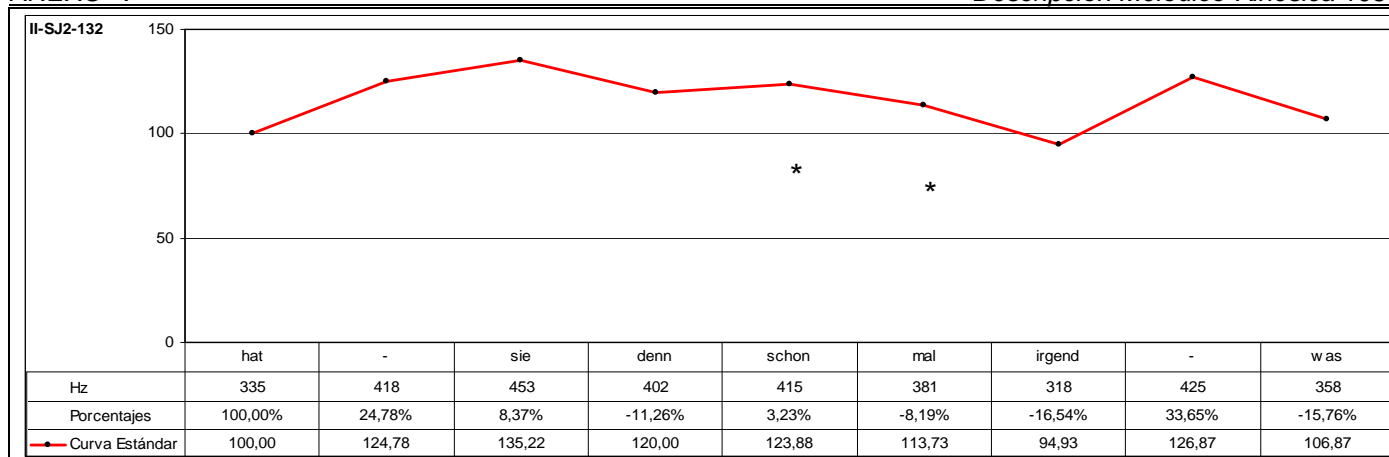 II-SJ2-132
150
100
* *
50
0
hat - sie denn schon mal irgend - was
Hz 335 418 453 402 415 381 318 425 358
Porcentajes 100,00% 24,78% 8,37% -11,26% 3,23% -8,19% -16,54% 33,65% -15,76%
Curva Estándar 100,00 124,78 135,22 120,00 123,88 113,73 94,93 126,87 106,87